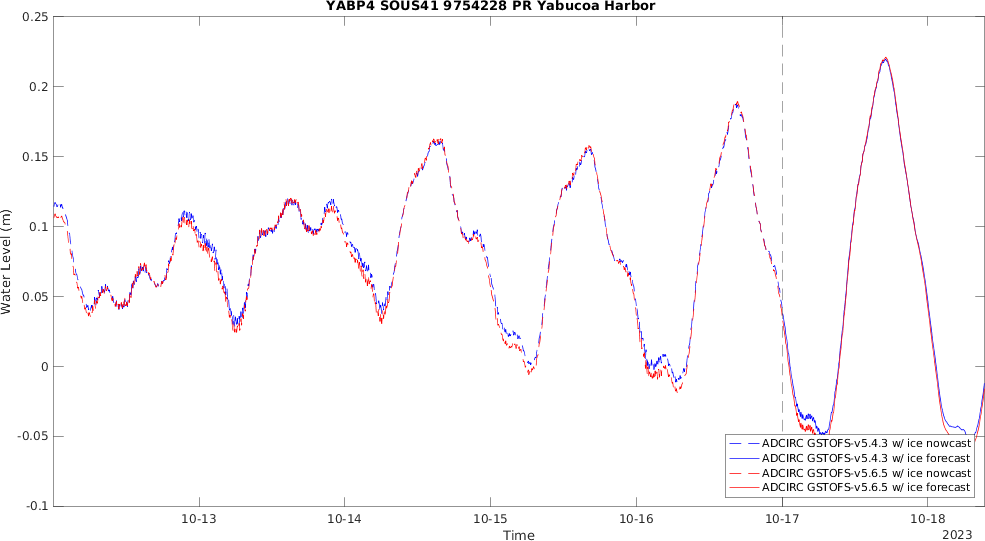 YABP4 SOUS41 9754228 PR Yabucoa Harbor
0.25
0.2
0.15
0.1
0.05
0
-0.05
-0.1
Water Level (m)
ADCIRC GSTOFS-v5.4.3 w/ ice nowcast
ADCIRC GSTOFS-v5.4.3 w/ ice forecast
ADCIRC GSTOFS-v5.6.5 w/ ice nowcast
ADCIRC GSTOFS-v5.6.5 w/ ice forecast
10-13 10-14 10-15 10-16 10-17 10-18
2023
Time